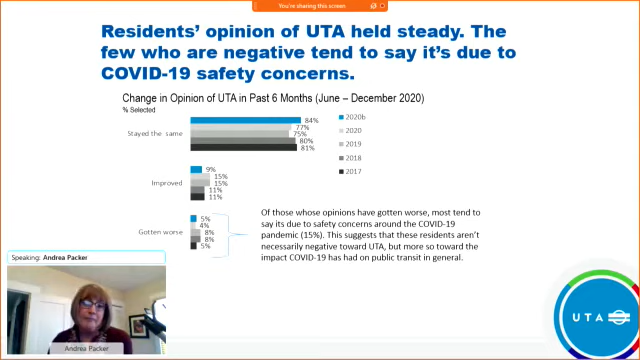 You're sharing this screen
Residents' opinion of UTA held steady. The
few who are negative tend to say it's due to
COVID-19 safety concerns.
Change in Opinion of UTA in Past 6 Months (June – December 2020)
% Selected
Stayed the same
84%
77%
75%
80%
81%
Improved
9%
15%
15%
11%
11%
Gotten worse
5%
4%
8%
8%
5%
2020b
2020
2019
2018
2017
Of those whose opinions have gotten worse, most tend to
say its due to safety concerns around the COVID-19
pandemic (15%). This suggests that these residents aren't
necessarily negative toward UTA, but more so toward the
impact COVID-19 has had on public transit in general.
Speaking: Andrea Packer
Andrea Packer
UTA